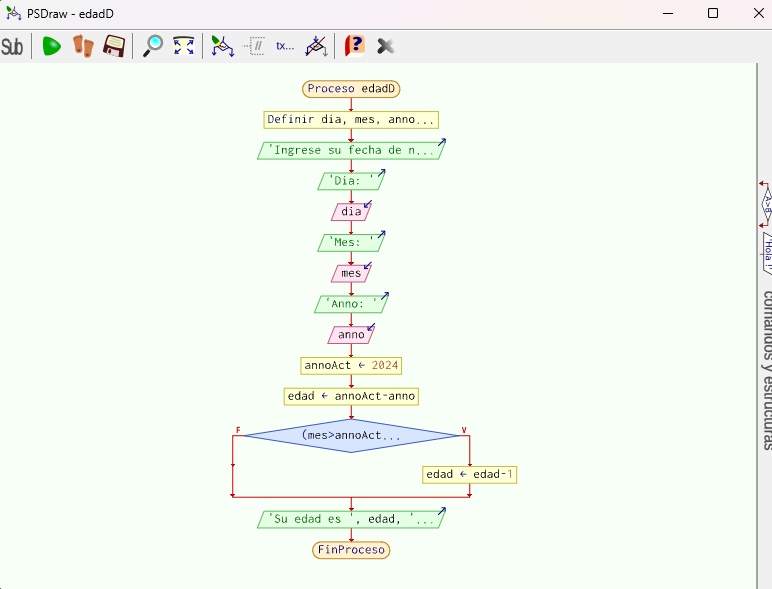 PSDraw - edadD
Sub
tx...
?
Proceso edadD
Definir dia, mes, anno...
'Ingrese su fecha de n...
'Dia: '
dia
'Mes: '
mes
'Anno: '
anno
annoAct ← 2024
edad ← annoAct-anno
(mes>annoAct...
F
V
edad ← edad-1
'Su edad es ', edad, '...
FinProceso
A>B
'Hola !'
comandos y estructuras